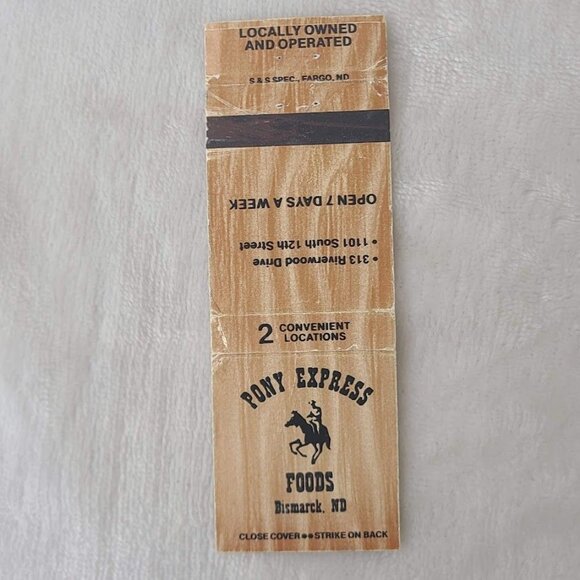 LOCALLY OWNED
AND OPERATED
S & S SPEC., FARGO, ND
OPEN 7 DAYS A WEEK
• 313 Riverwood Drive
• 1101 South 12th Street
2 CONVENIENT
LOCATIONS
PONY EXPRESS
FOODS
Bismarck, ND
CLOSE COVER ●● STRIKE ON BACK